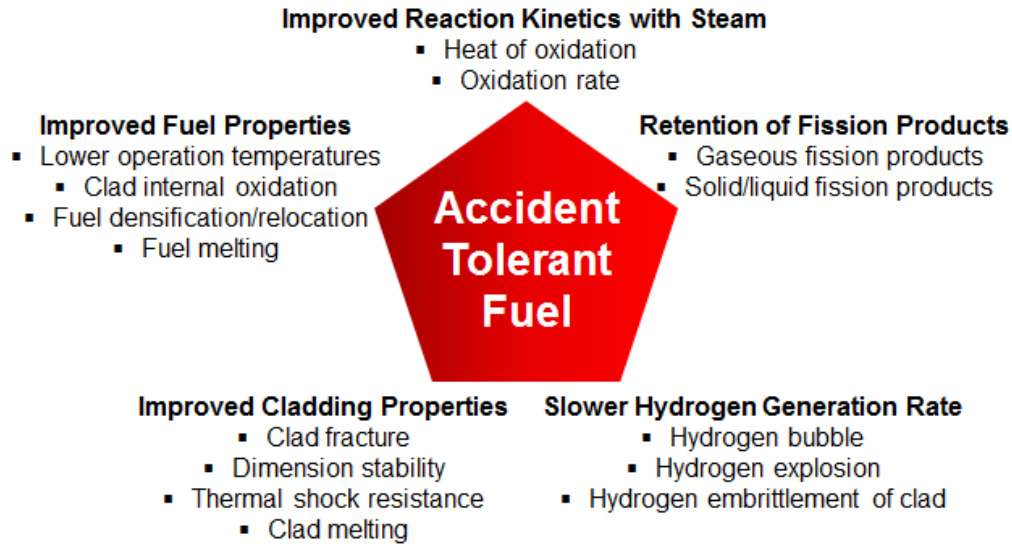 Improved Reaction Kinetics with Steam
▪ Heat of oxidation
▪ Oxidation rate
Improved Fuel Properties
▪ Lower operation temperatures
▪ Clad internal oxidation
▪ Fuel densification/relocation
▪ Fuel melting
Retention of Fission Products
▪ Gaseous fission products
▪ Solid/liquid fission products
Accident
Tolerant
Fuel
Improved Cladding Properties
▪ Clad fracture
▪ Dimension stability
▪ Thermal shock resistance
▪ Clad melting
Slower Hydrogen Generation Rate
▪ Hydrogen bubble
▪ Hydrogen explosion
▪ Hydrogen embrittlement of clad